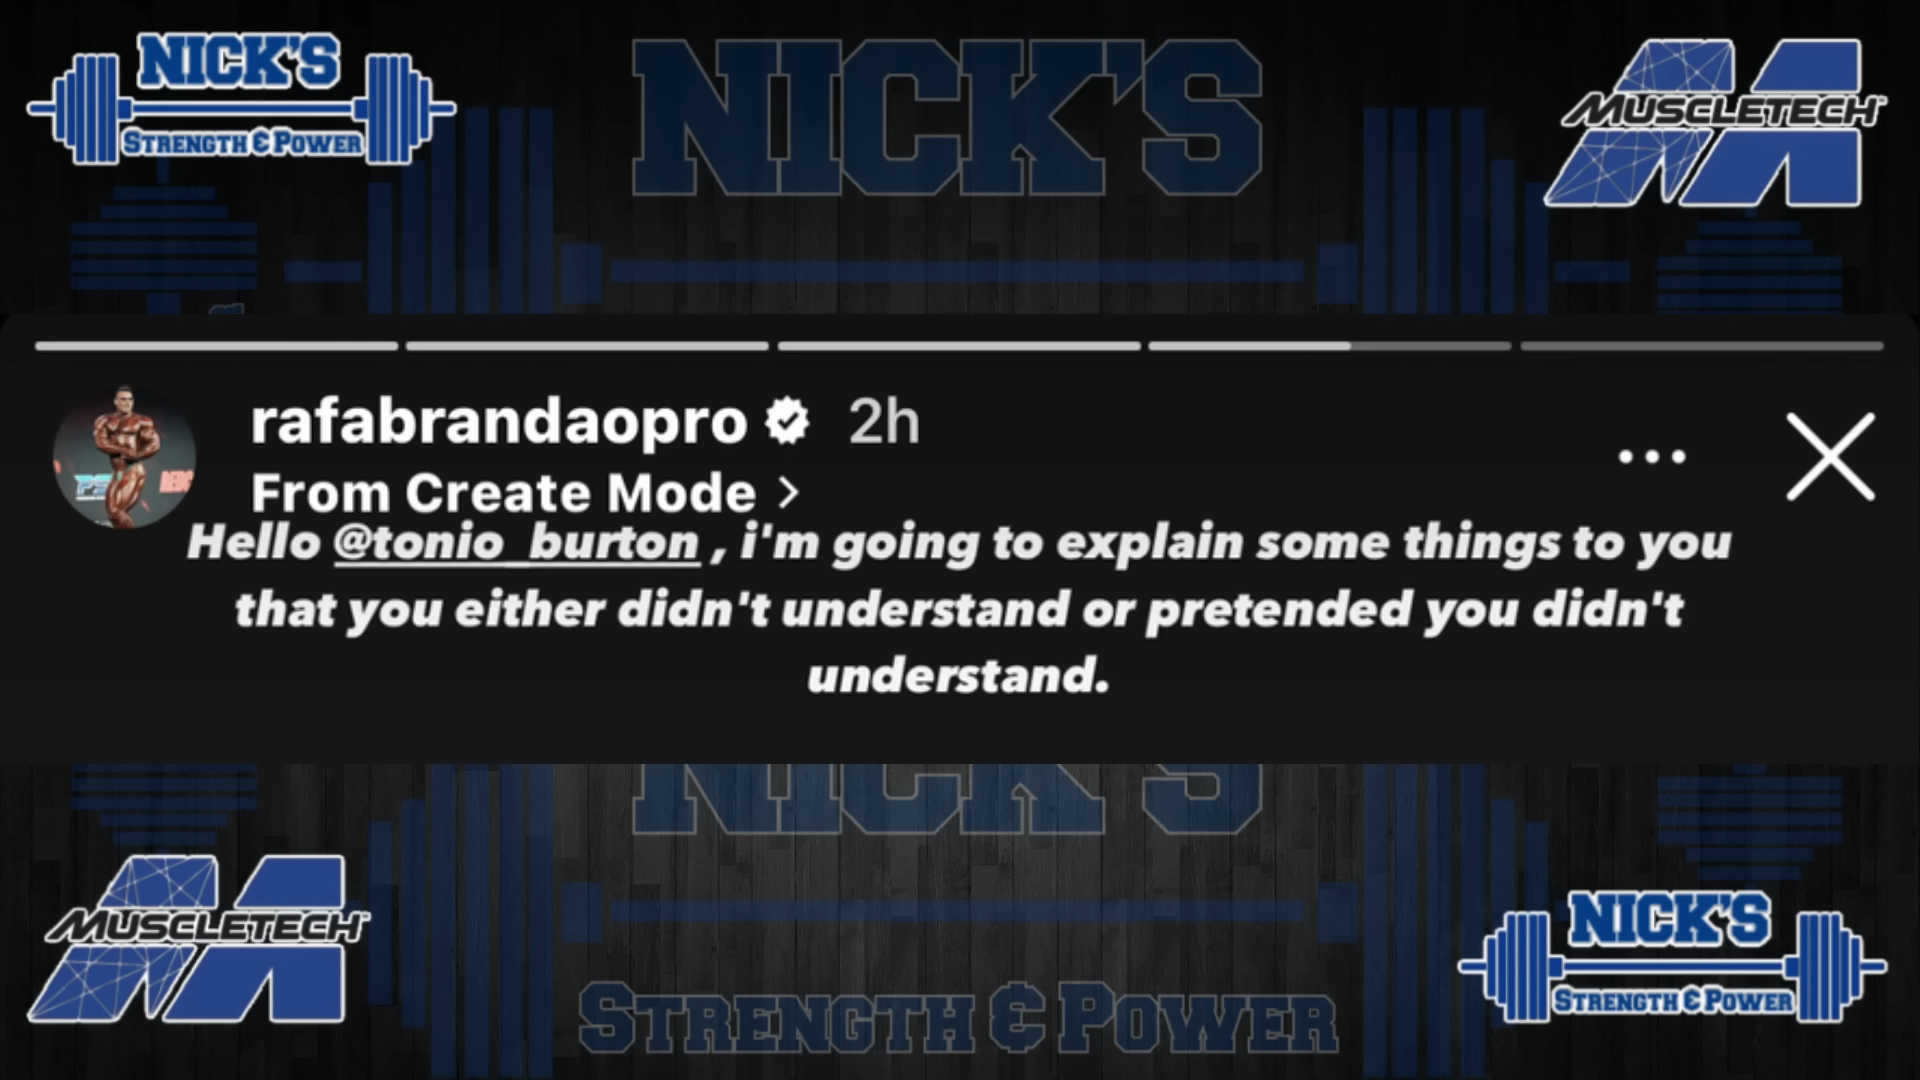 NICK'S
STRENGTH & POWER
NICK'S
MUSCLETECH
rafabrandaopro 2h
From Create Mode >
Hello @tonio_burton , i'm going to explain some things to you
that you either didn't understand or pretended you didn't
understand.
NICK'S
MUSCLETECH
STRENGTH & POWER
NICK'S
STRENGTH & POWER